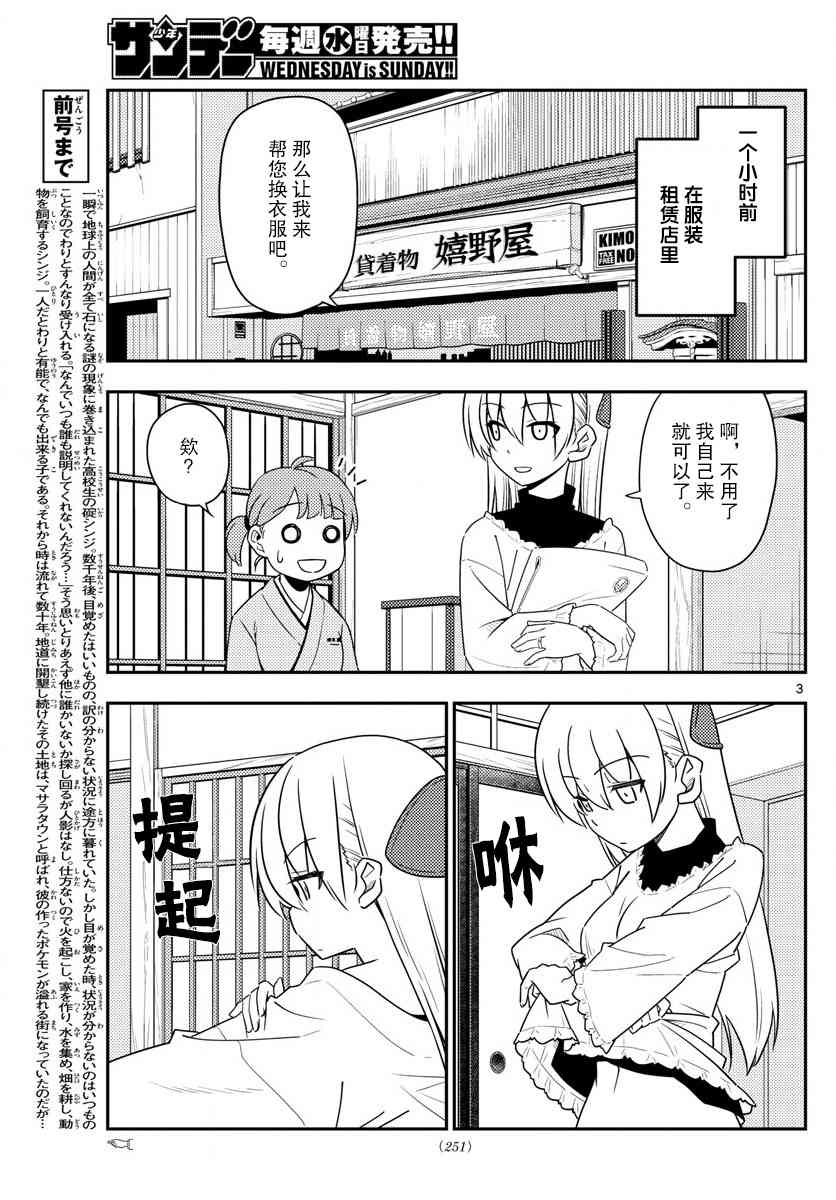 少年サンデー
毎週水曜日発売!!
WEDNESDAY is SUNDAY!!
前号まで
ぜんごう
一瞬で地球上の人間が全て石になる謎の現象に巻き込まれた高校生の碇シンジ。数千年後、目覚めたはいいものの、訳の分からない状況に途方に暮れていた。しかし目が覚めた時、状況が分からないのはいつもの
ことなのでわりとすんなり受け入れる。「なんでいつも誰も説明してくれないんだろう…」そう思いとりあえず他に誰かいないか探し回るが人影はなし。仕方ないので火を起こし、家を作り、水を集め、畑を耕し、動
物を飼育するシンジ。一人だとわりと有能で、なんでも出来る子である。それから時は流れて数十年。地道に開墾し続けたその土地は、マサラタウンと呼ばれ、彼の作ったポケモンが溢れる街になっていたのだが…
一个小时前
在服装
租赁店里
那么让我来
帮您换衣服吧。
貸着物 嬉野屋
KIMO
TAX FREE
NO
啊，不用了
我自己来
就可以了。
欸？
3
咻
提起
(251)